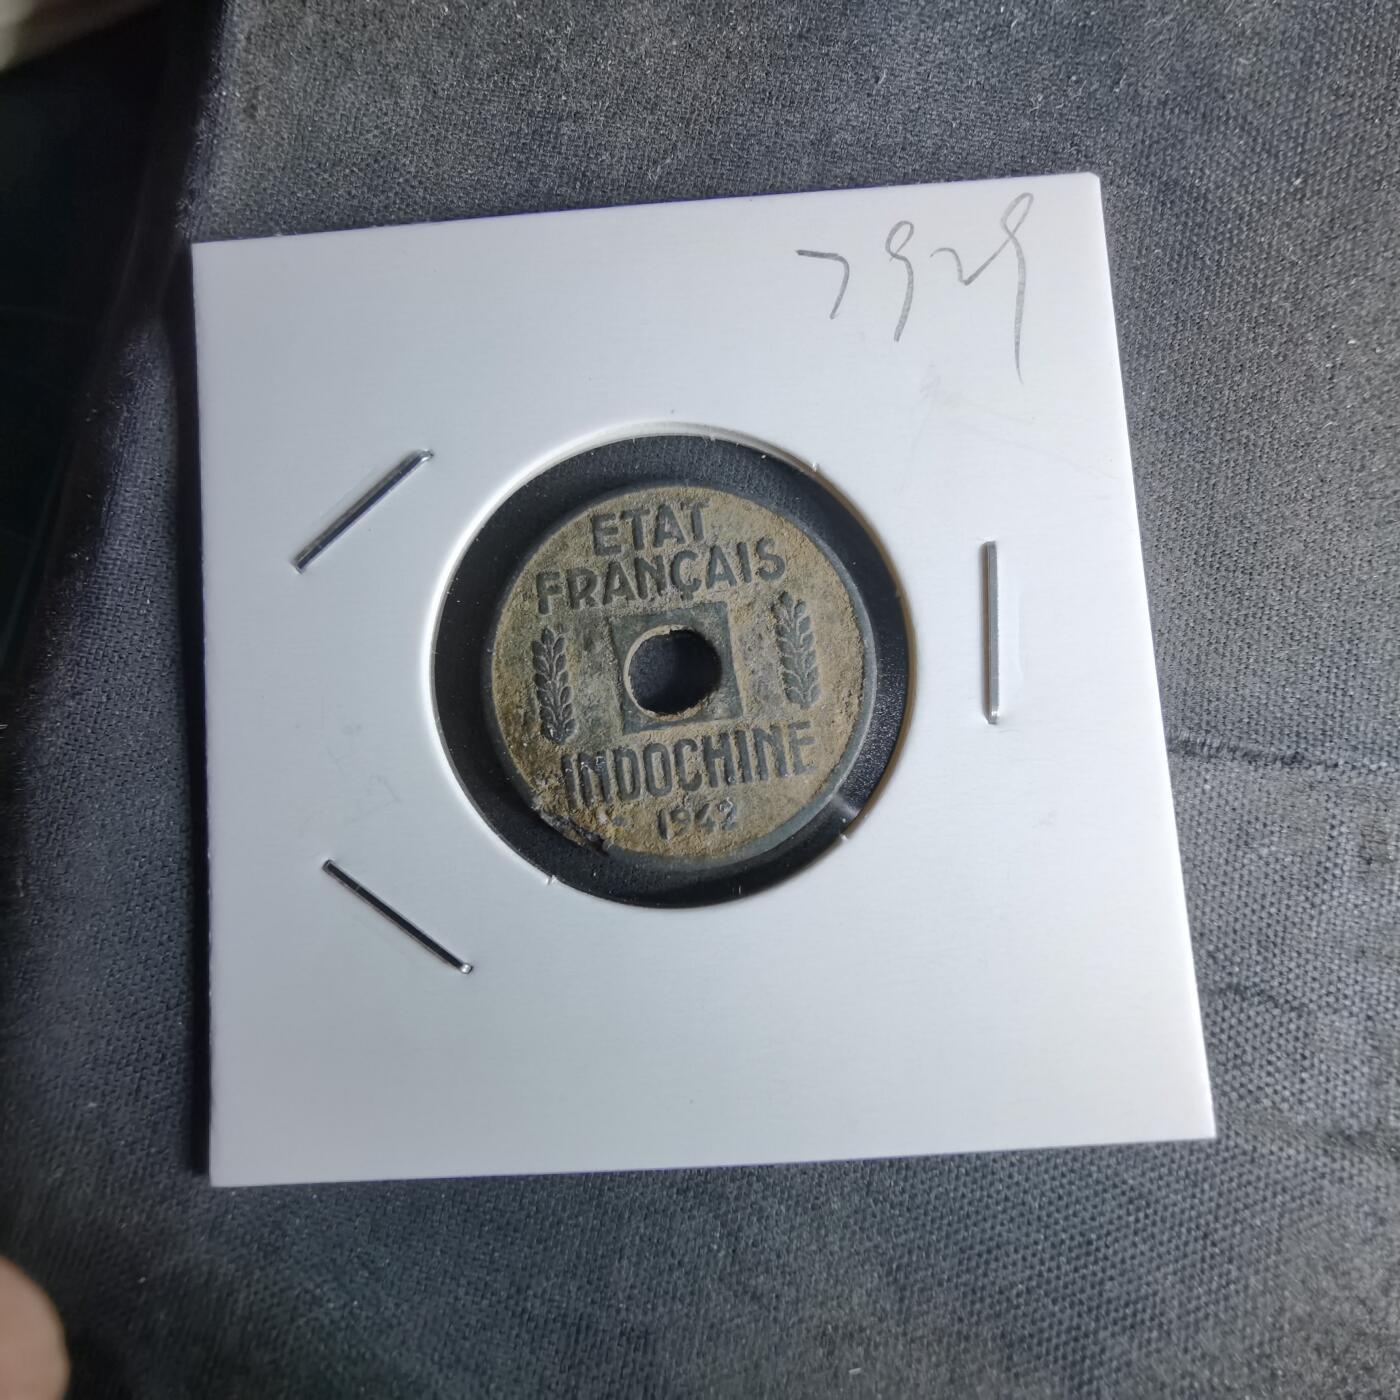 7929
ETAT
FRANÇAIS
INDOCHINE
1942